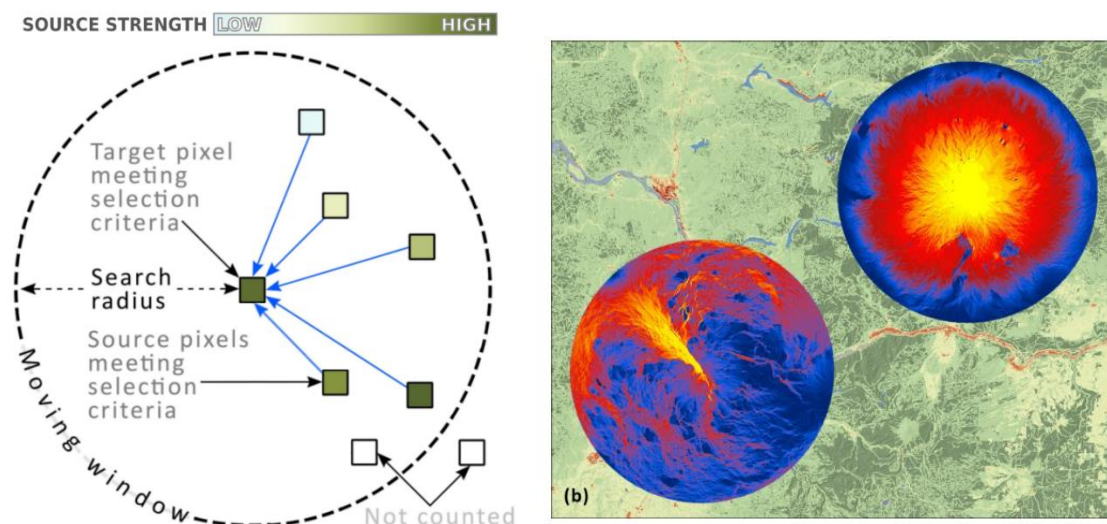 SOURCE STRENGTH LOW HIGH
Target pixel
meeting
selection
criteria
Search
radius
Source pixels
meeting
selection
criteria
Moving window
Not counted
(b)